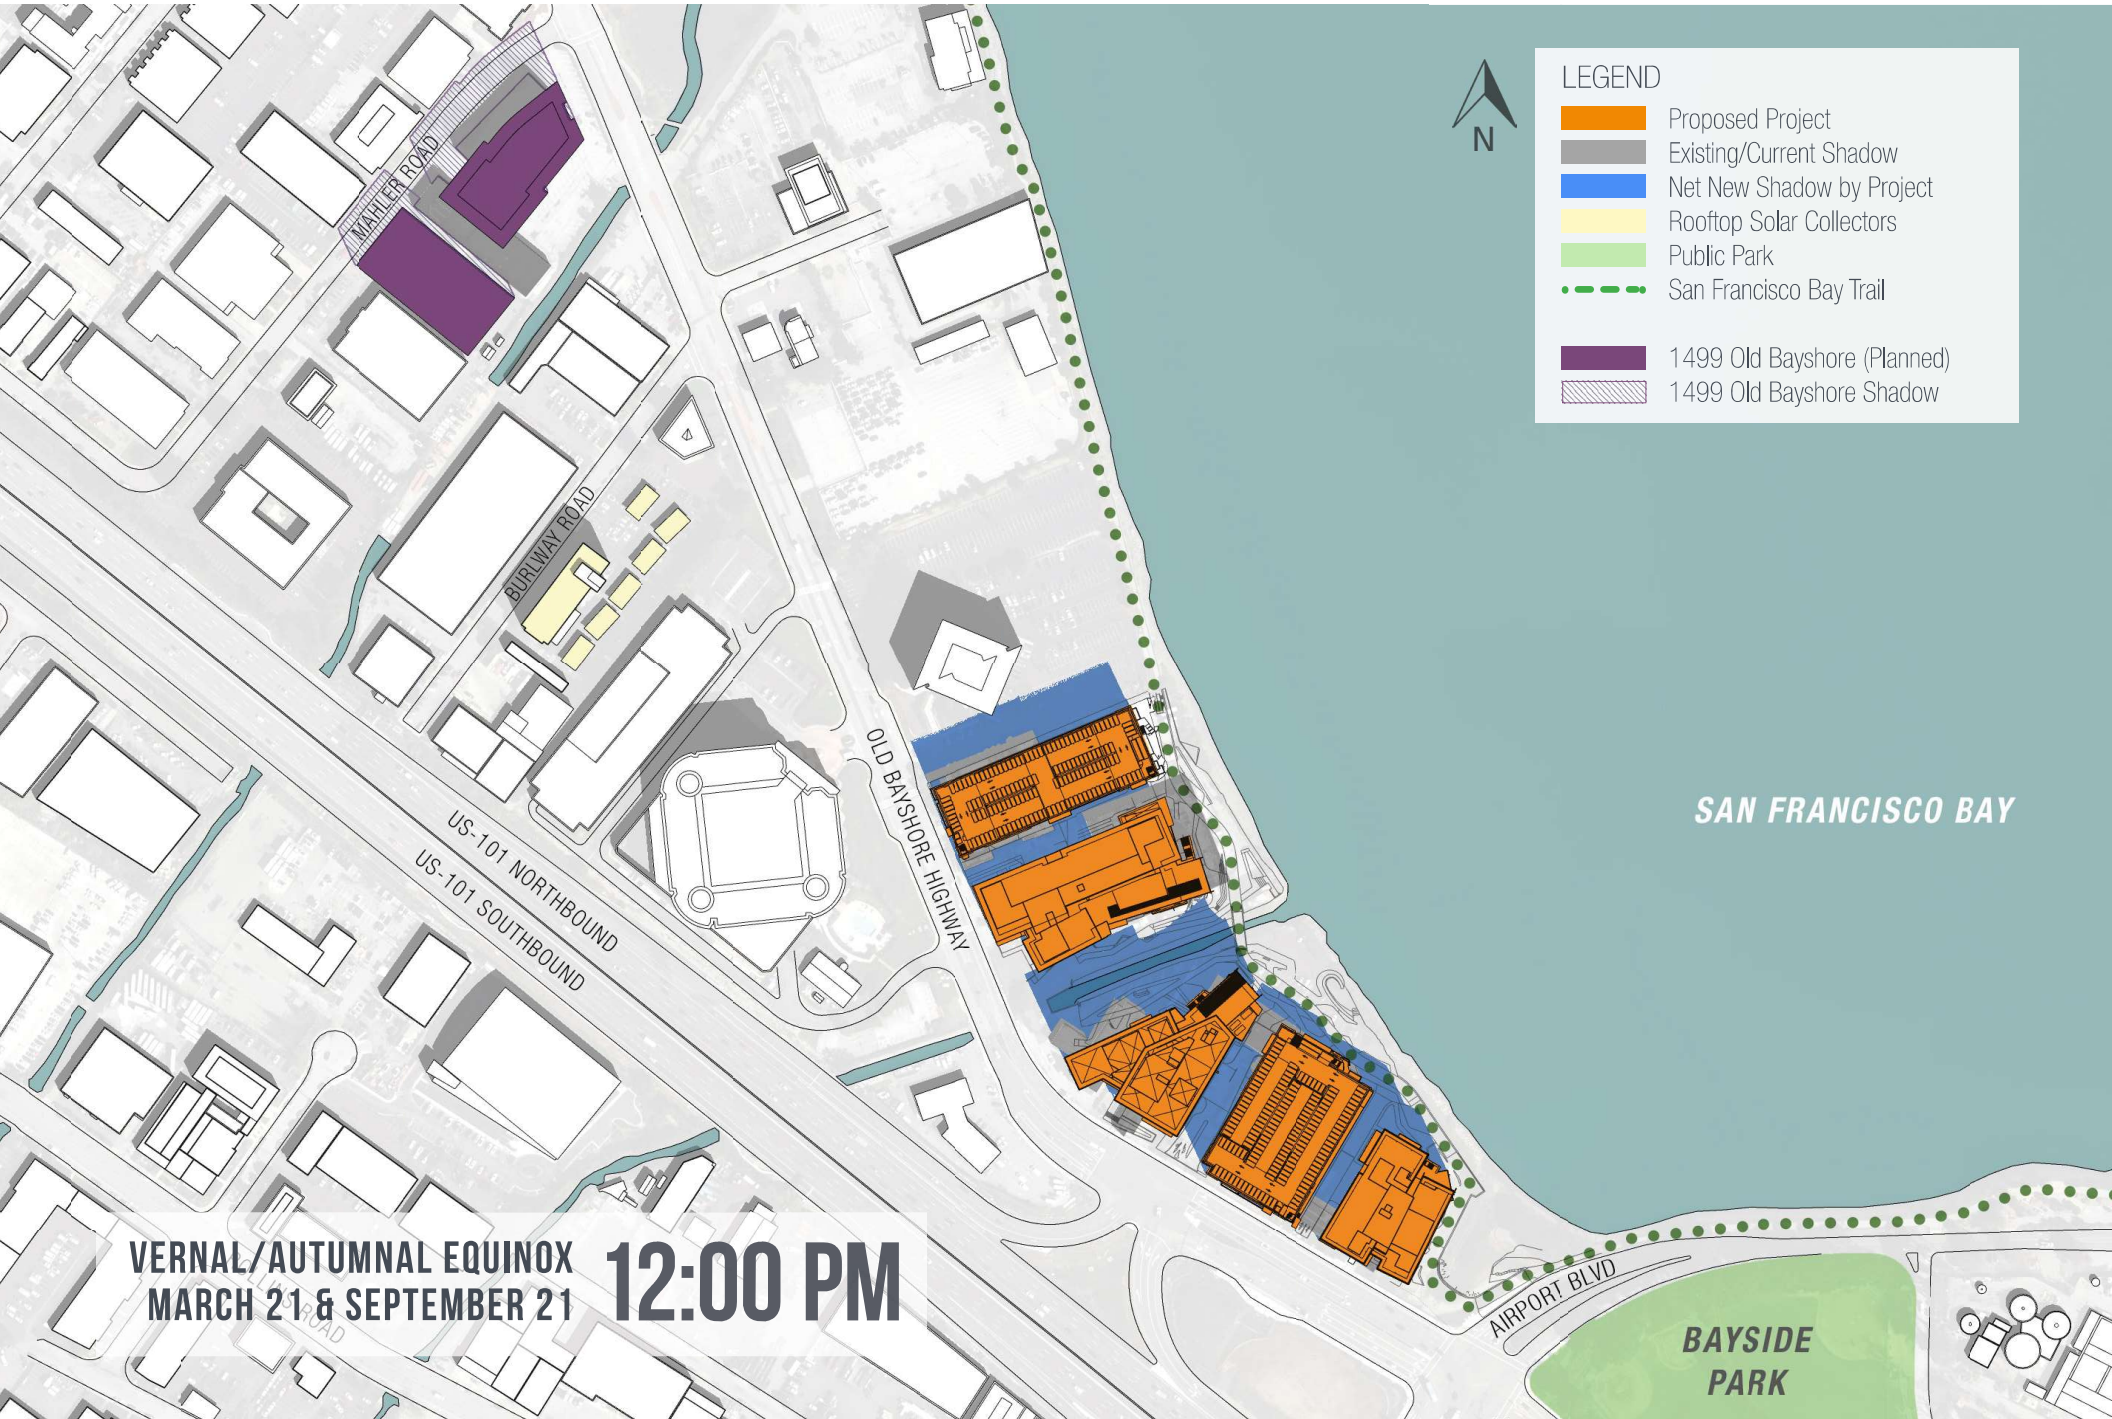 LEGEND
Proposed Project
Existing/Current Shadow
Net New Shadow by Project
Rooftop Solar Collectors
Public Park
San Francisco Bay Trail
1499 Old Bayshore (Planned)
1499 Old Bayshore Shadow
N
MAHLER ROAD
BURLWAY ROAD
OLD BAYSHORE HIGHWAY
US-101 NORTHBOUND
US-101 SOUTHBOUND
SAN FRANCISCO BAY
AIRPORT BLVD
BAYSIDE
PARK
VERNAL/AUTUMNAL EQUINOX
MARCH 21 & SEPTEMBER 21
12:00 PM
ROAD